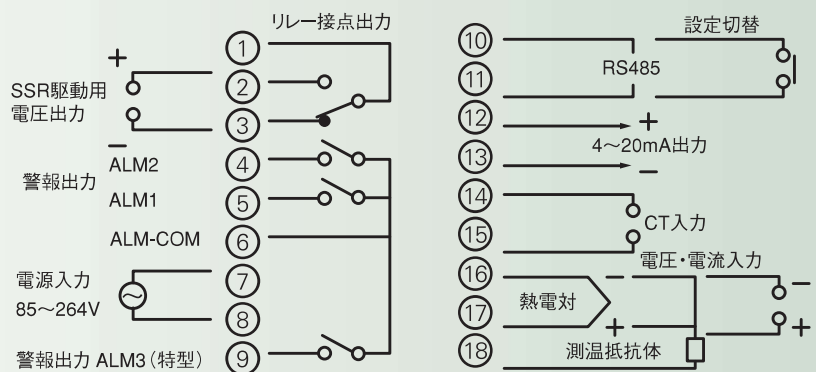 リレー接点出力
+
SSR駆動用
電圧出力
−
警報出力
ALM2
ALM1
ALM-COM
電源入力
85〜264V
警報出力 ALM3（特型）
①
②
③
④
⑤
⑥
⑦
⑧
⑨
⑩
⑪
⑫
⑬
⑭
⑮
⑯
⑰
⑱
設定切替
RS485
+
4〜20mA出力
−
CT入力
電圧・電流入力
熱電対
−
+
測温抵抗体
−
+